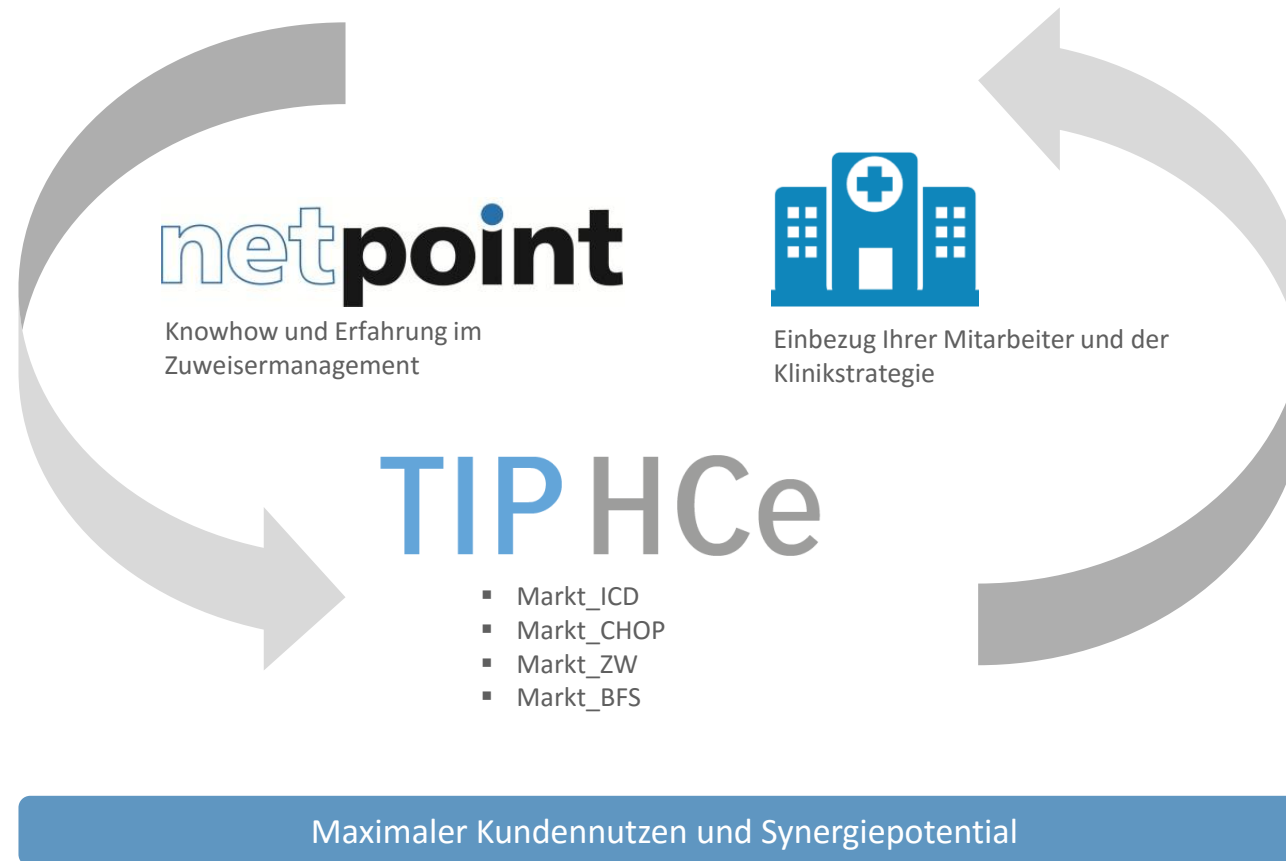 netpoint
Knowhow und Erfahrung im
Zuweisermanagement
Einbezug Ihrer Mitarbeiter und der
Klinikstrategie
TIP HCe
▪ Markt_ICD
▪ Markt_CHOP
▪ Markt_ZW
▪ Markt_BFS
Maximaler Kundennutzen und Synergiepotential